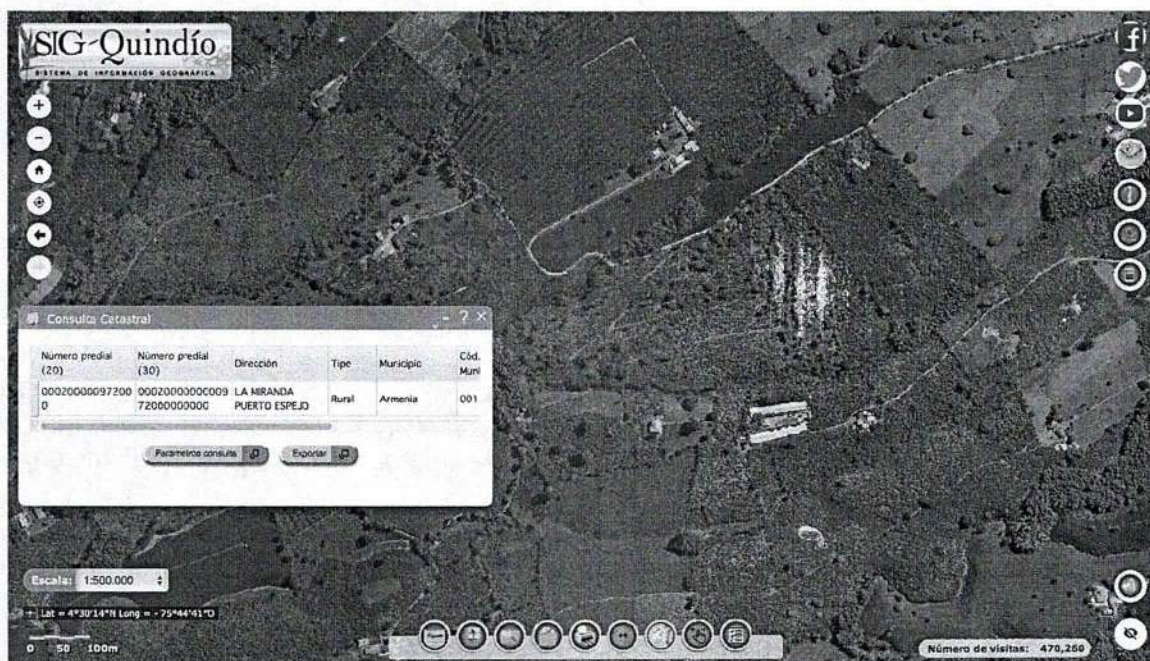 SIG-Quindío
SISTEMA DE INFORMACIÓN GEOGRÁFICA
Consulta Catastral
Número predial (20)
Número predial (30)
Dirección
Tipo
Municipio
Cód. Muni
00020000097200
0
00020000000009
72000000000
LA MIRANDA
PUERTO ESPEJO
Rural
Armenia
001
Parametros consulta
Exportar
Escala: 1:500.000
Lat = 4°30'14"N Long = - 75°44'41"O
0 50 100m
Número de visitas: 470,260